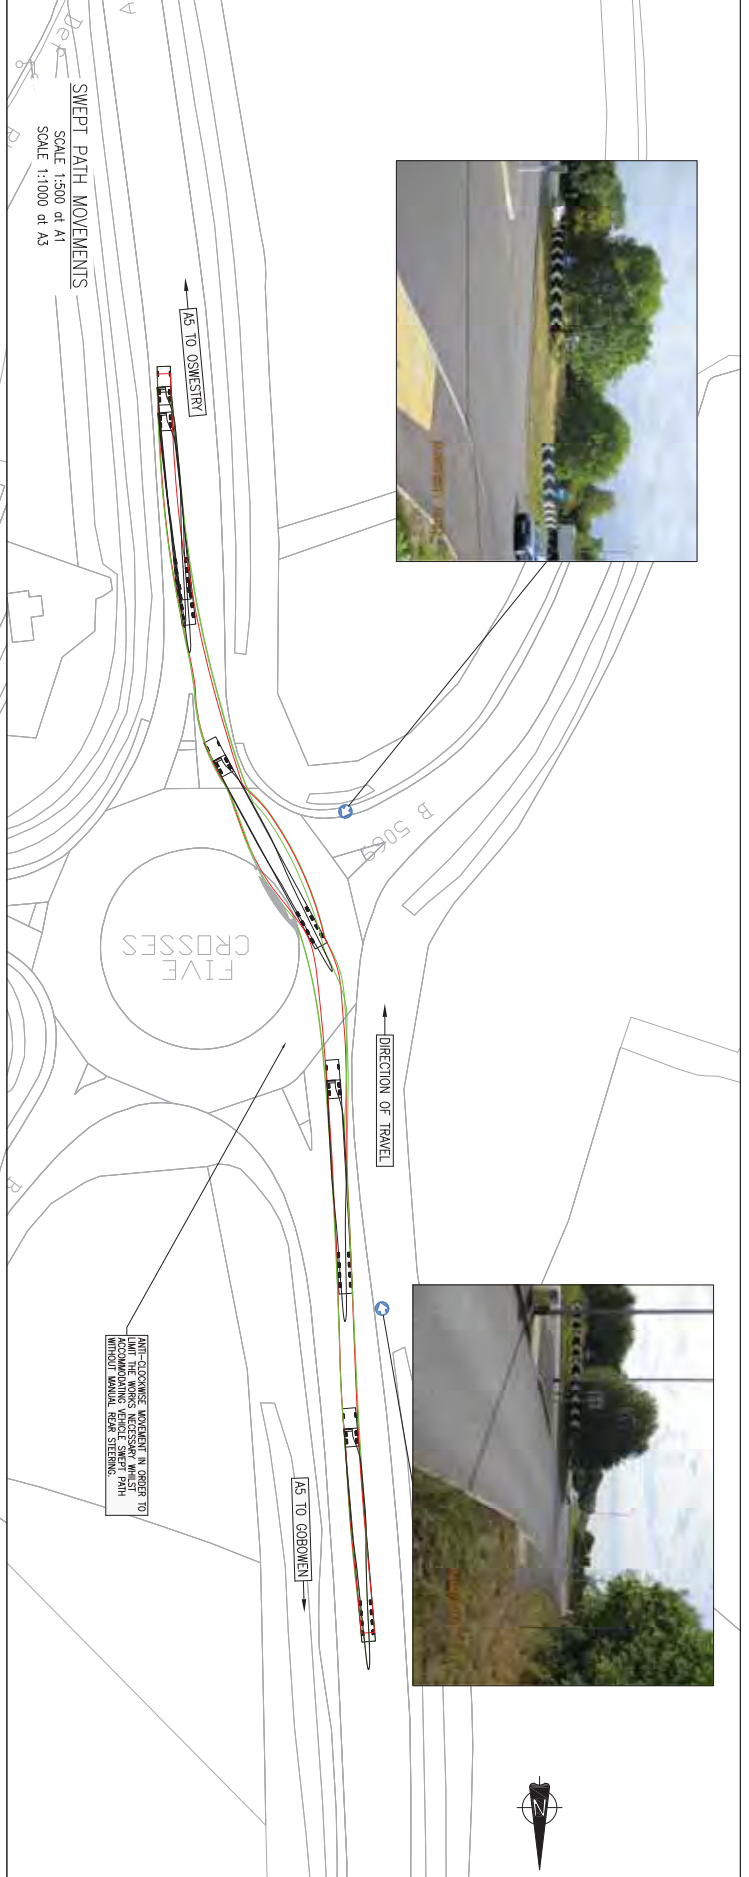 SWEPT PATH MOVEMENTS
SCALE 1:500 at A1
SCALE 1:1000 at A3
A5 TO OSWESTRY
B 5069
FIVE
CROSSES
DIRECTION OF TRAVEL
ANTI-CLOCKWISE MOVEMENT IN ORDER TO
LIMIT THE WORKS NECESSARY WHILST
ACCOMMODATING VEHICLE SWEPT PATH
WITHOUT MANUAL REAR STEERING.
A5 TO GOBOWEN
N